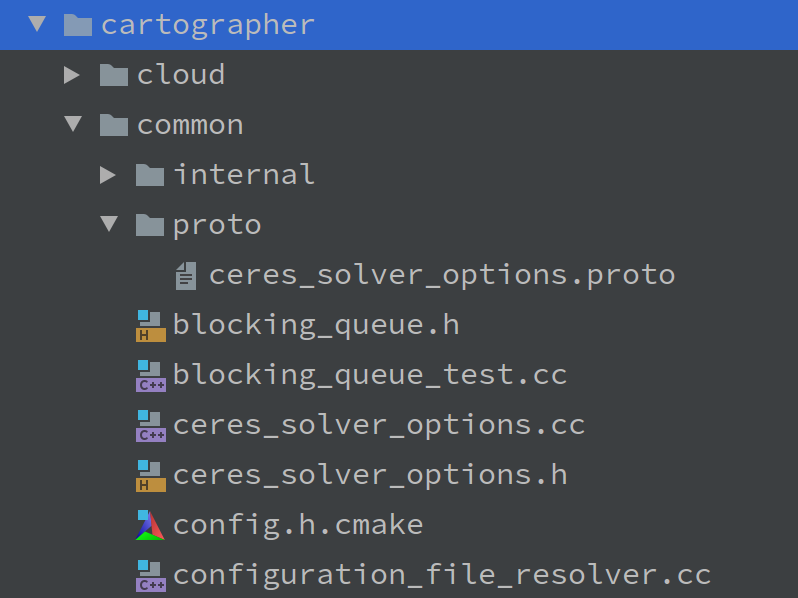 cartographer
cloud
common
internal
proto
ceres_solver_options.proto
H blocking_queue.h
C++ blocking_queue_test.cc
C++ ceres_solver_options.cc
H ceres_solver_options.h
config.h.cmake
C++ configuration_file_resolver.cc